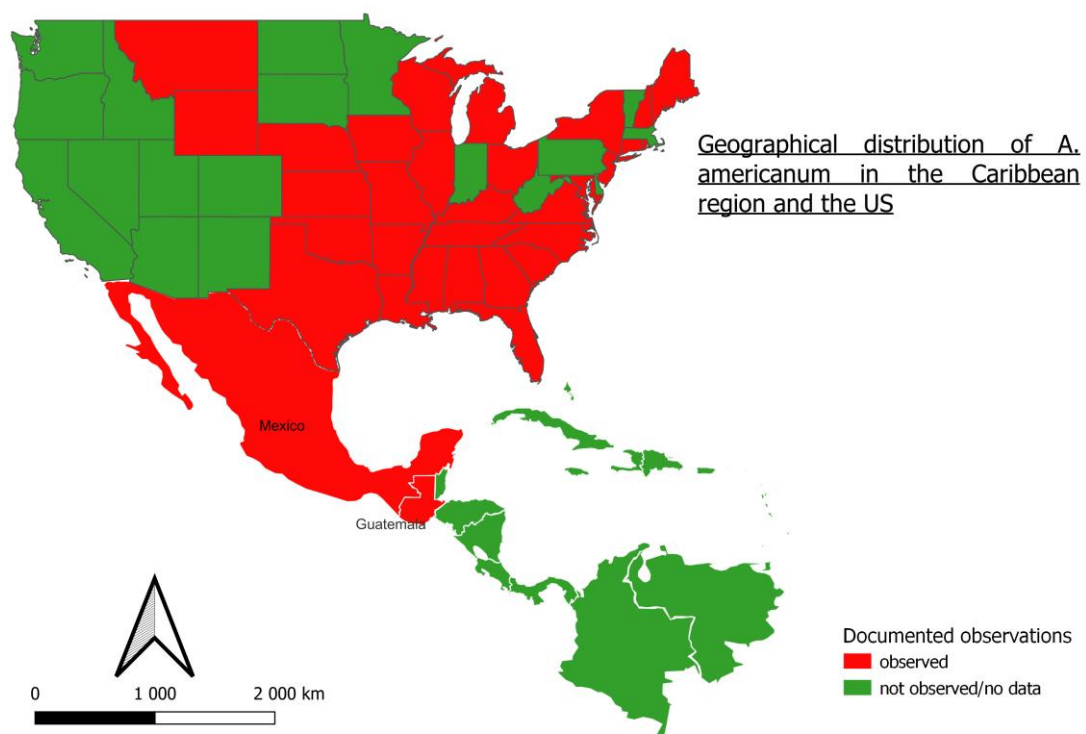 Geographical distribution of A.
americanum in the Caribbean
region and the US
Mexico
Guatemala
Documented observations
observed
not observed/no data
0 1 000 2 000 km